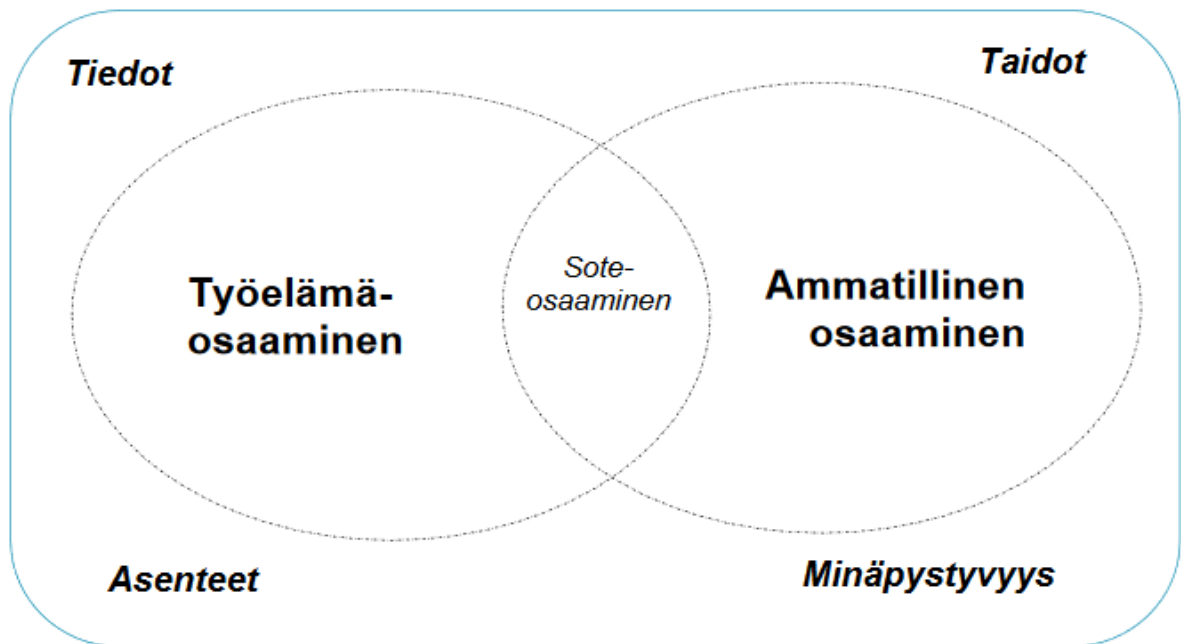 Tiedot
Taidot
Työelämä-
osaaminen
Sote-
osaaminen
Ammatillinen
osaaminen
Asenteet
Minäpystyvyys